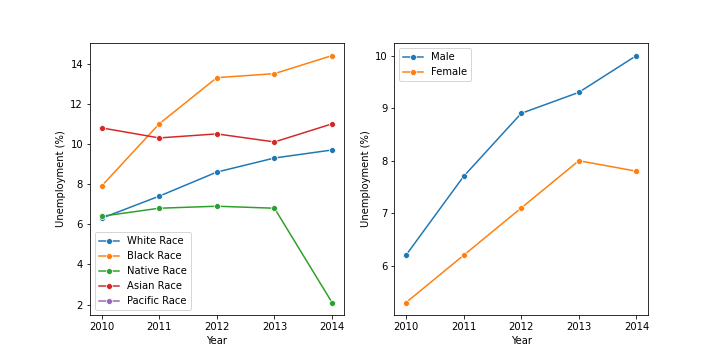 14
12
10
8
6
4
2
Unemployment (%)
White Race
Black Race
Native Race
Asian Race
Pacific Race
2010 2011 2012 2013 2014
Year
10
9
8
7
6
Unemployment (%)
Male
Female
2010 2011 2012 2013 2014
Year